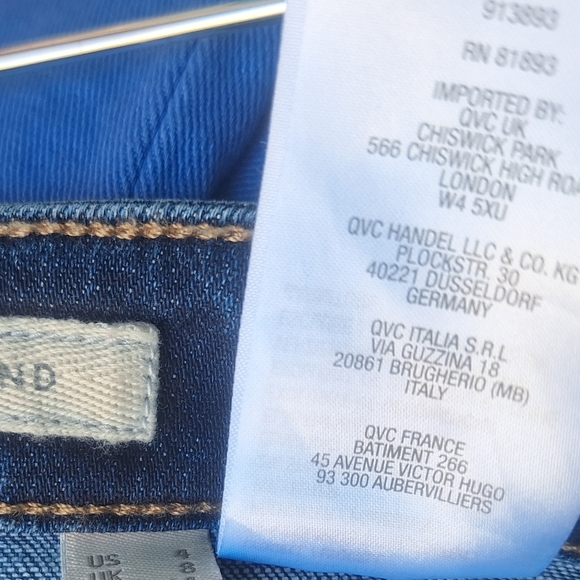 913893
RN 81893
IMPORTED BY:
QVC UK
CHISWICK PARK
566 CHISWICK HIGH
LONDON
W4 5XU
QVC HANDEL LLC & CO. KG
PLOCKSTR. 30
40221 DUSSELDORF
GERMANY
QVC ITALIA S.R.L
VIA GUZZINA 18
20861 BRUGHERIO (MB)
ITALY
QVC FRANCE
BATIMENT 266
45 AVENUE VICTOR HUGO
93 300 AUBERVILLIERS
ND
US 4
UK 8